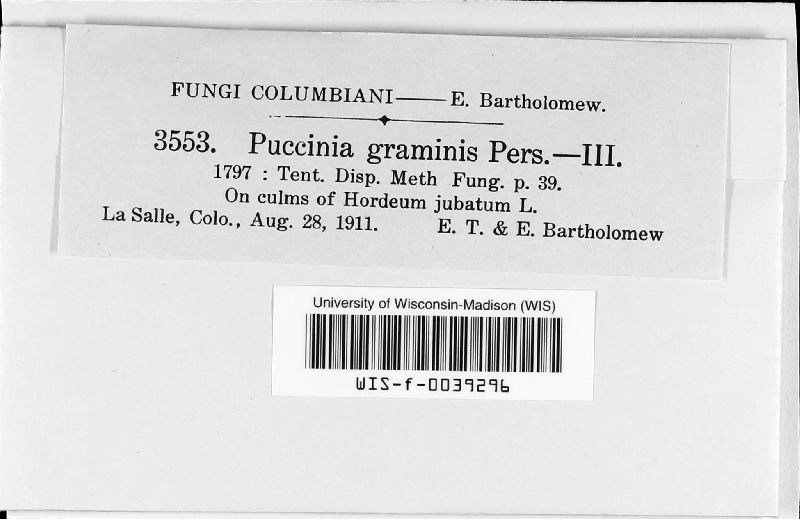 FUNGI COLUMBIANI—E. Bartholomew.
3553. Puccinia graminis Pers.—III.
1797 : Tent. Disp. Meth Fung. p. 39.
On culms of Hordeum jubatum L.
La Salle, Colo., Aug. 28, 1911. E. T. & E. Bartholomew
University of Wisconsin-Madison (WIS)
WIS-f-0039296